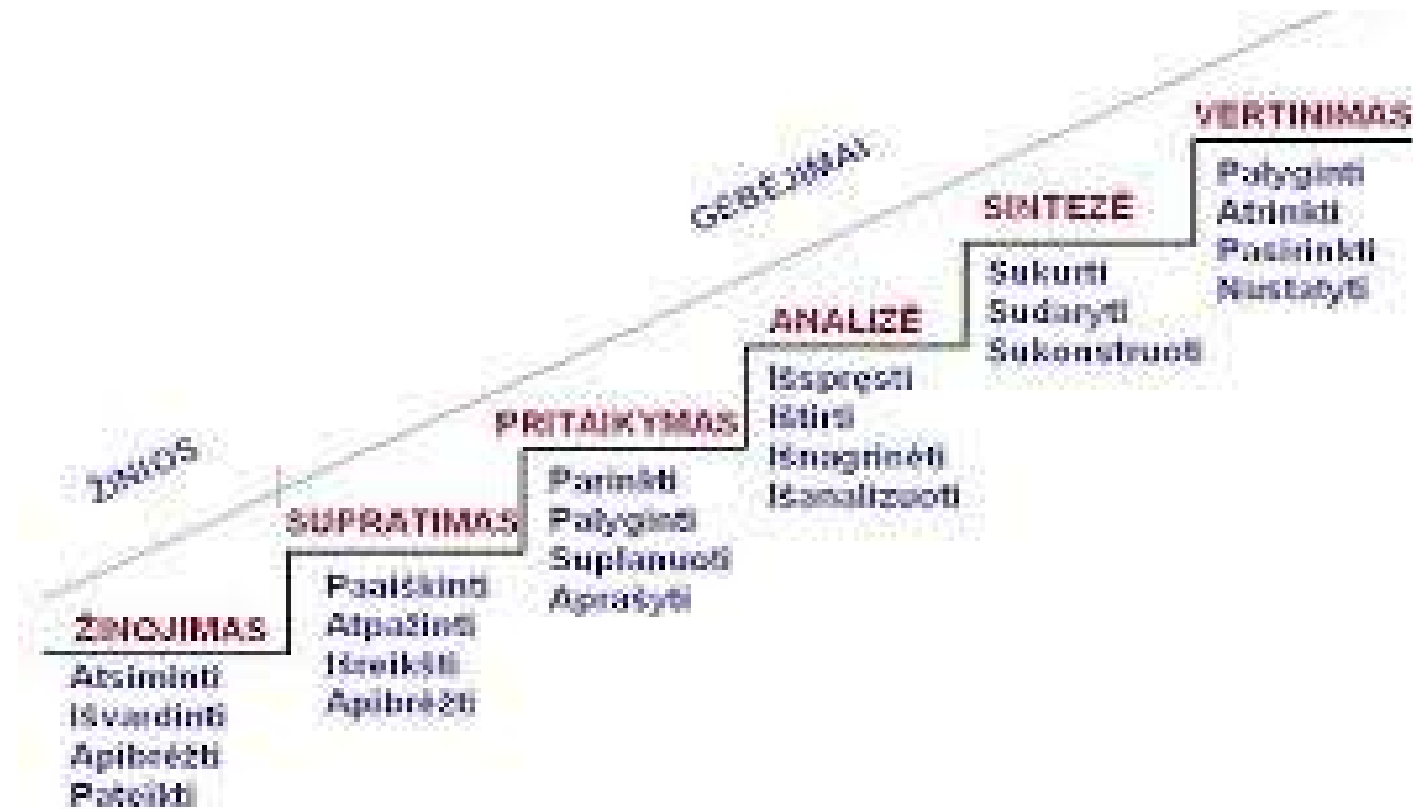 ŽINIOS
GEBĖJIMAI
ŽINOJIMAS
Atsiminti
Išvardinti
Apibrėžti
Pateikti
SUPRATIMAS
Paaiškinti
Atpažinti
Išreikšti
Apibrėžti
PRITAIKYMAS
Parinkti
Palyginti
Suplanuoti
Aprašyti
ANALIZĖ
Išspręsti
Ištirti
Išnagrinėti
Išanalizuoti
SINTEZĖ
Sukurti
Sudaryti
Sukonstruoti
VERTINIMAS
Palyginti
Atrinkti
Pasirinkti
Nustatyti